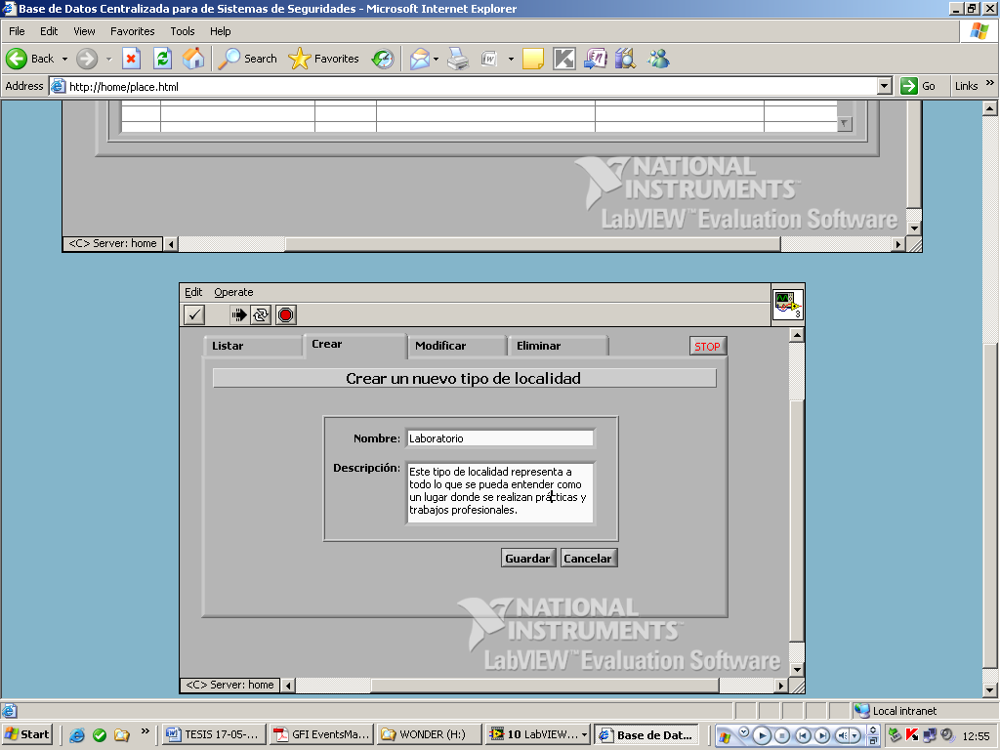 Base de Datos Centralizada para de Sistemas de Seguridades - Microsoft Internet Explorer
File Edit View Favorites Tools Help
Back Search Favorites
Address http://home/place.html Go Links »
NATIONAL
INSTRUMENTS
LabVIEW™ Evaluation Software
<C> Server: home
Edit Operate
3
Listar Crear Modificar Eliminar STOP
Crear un nuevo tipo de localidad
Nombre: Laboratorio
Descripción: Este tipo de localidad representa a
todo lo que se pueda entender como
un lugar donde se realizan prácticas y
trabajos profesionales.
Guardar Cancelar
NATIONAL
INSTRUMENTS
LabVIEW™ Evaluation Software
<C> Server: home
Local intranet
Start » TESIS 17-05-... GFI EventsMa... WONDER (H:) 10 LabVIEW... Base de Dat... 12:55